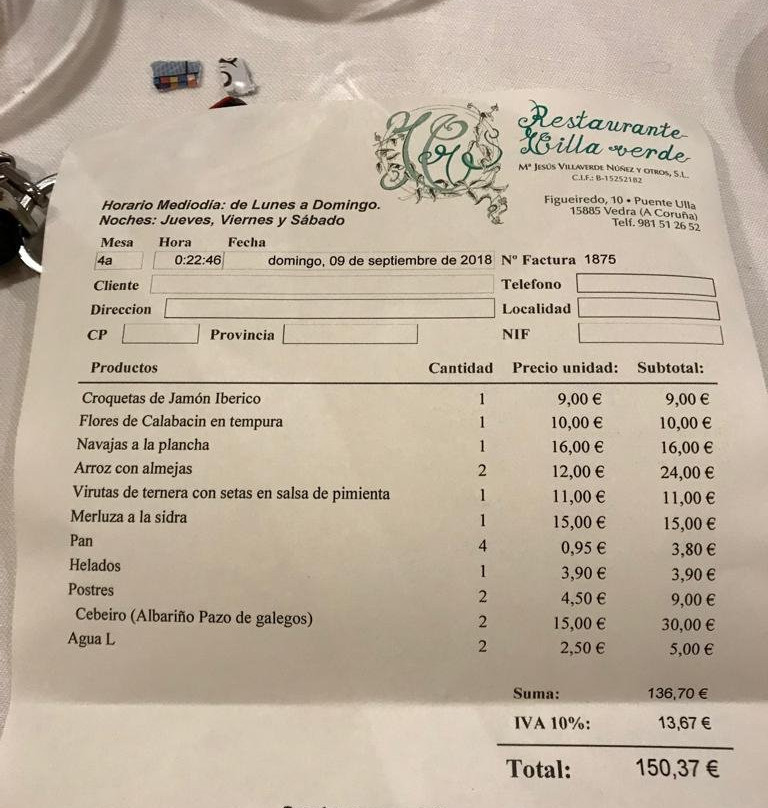 Restaurante
Villa verde
Mª JESÚS VILLAVERDE NÚÑEZ Y OTROS, S.L.
C.I.F.: B-15252182
Figueiredo, 10 • Puente Ulla
15885 Vedra (A Coruña)
Telf. 981 51 26 52
Horario Mediodía: de Lunes a Domingo.
Noches: Jueves, Viernes y Sábado
Mesa Hora Fecha
4a 0:22:46 domingo, 09 de septiembre de 2018 Nº Factura 1875
Cliente Telefono
Direccion Localidad
CP Provincia NIF
Productos Cantidad Precio unidad: Subtotal:
Croquetas de Jamón Iberico 1 9,00 € 9,00 €
Flores de Calabacin en tempura 1 10,00 € 10,00 €
Navajas a la plancha 1 16,00 € 16,00 €
Arroz con almejas 2 12,00 € 24,00 €
Virutas de ternera con setas en salsa de pimienta 1 11,00 € 11,00 €
Merluza a la sidra 1 15,00 € 15,00 €
Pan 4 0,95 € 3,80 €
Helados 1 3,90 € 3,90 €
Postres 2 4,50 € 9,00 €
Cebeiro (Albariño Pazo de galegos) 2 15,00 € 30,00 €
Agua L 2 2,50 € 5,00 €
Suma: 136,70 €
IVA 10%: 13,67 €
Total: 150,37 €